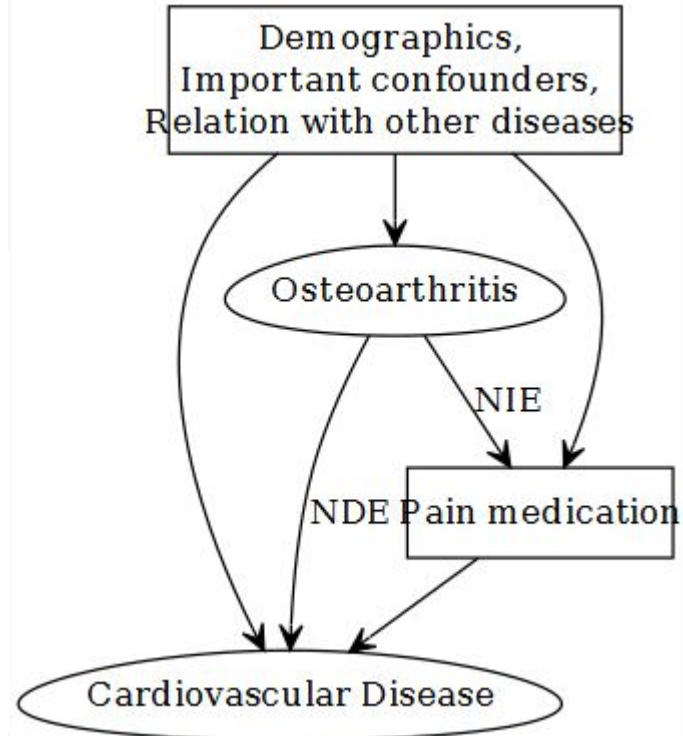 Demographics,
Important confounders,
Relation with other diseases
Osteoarthritis
NIE
NDE
Pain medication
Cardiovascular Disease